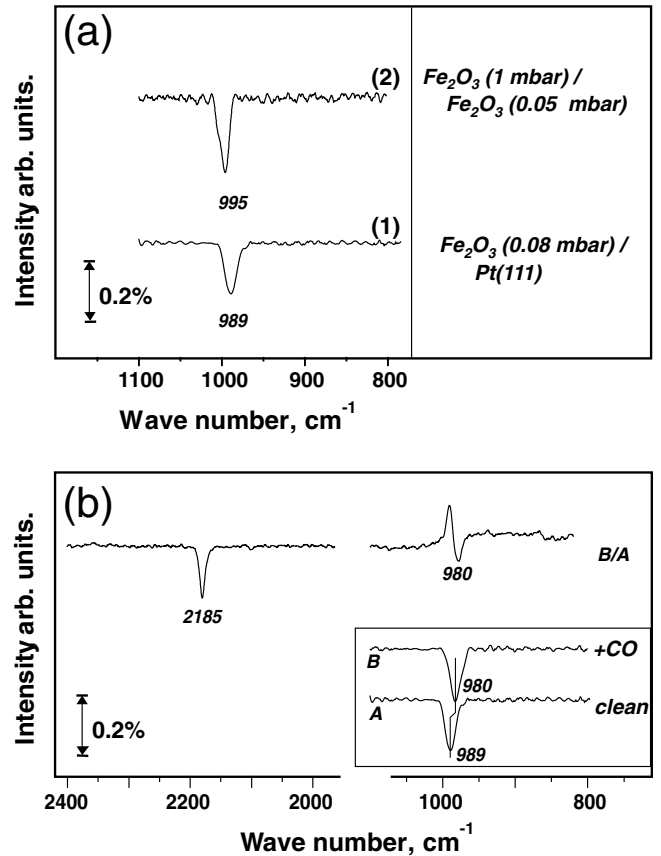 (a)
Intensity arb. units.
(2)
Fe₂O₃ (1 mbar) /
Fe₂O₃ (0.05 mbar)
995
(1)
Fe₂O₃ (0.08 mbar) /
Pt(111)
0.2%
989
1100 1000 900 800
Wave number, cm⁻¹
(b)
Intensity arb. units.
B/A
980
2185
B +CO
980
A clean
989
0.2%
2400 2200 2000 1000 800
Wave number, cm⁻¹